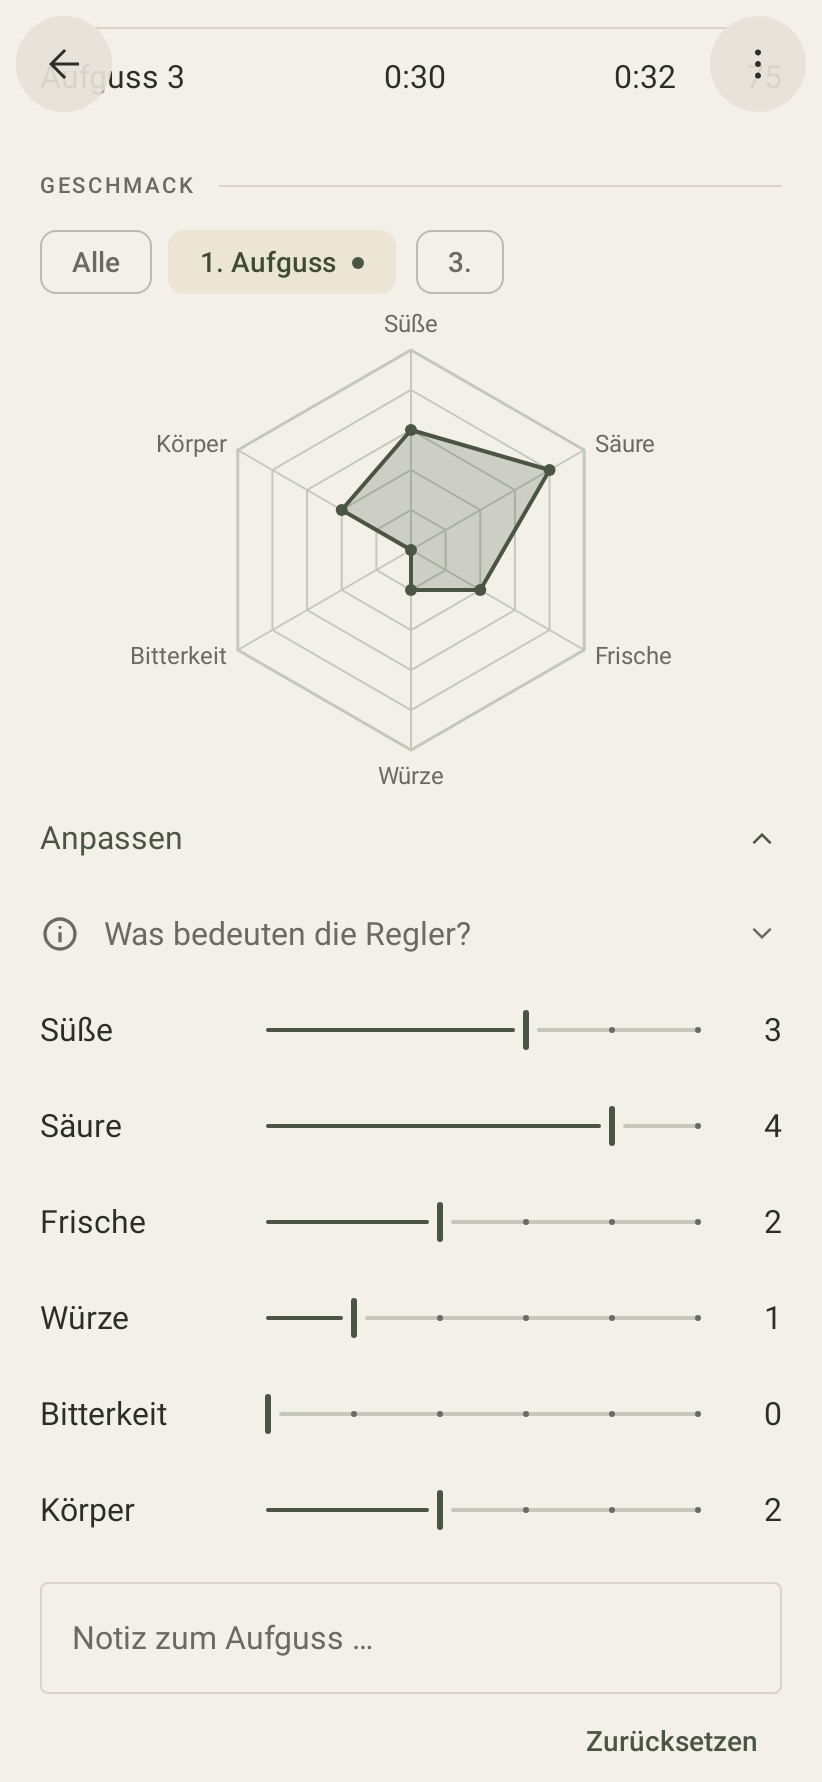 Aufguss 3 0:30 0:32 75
GESCHMACK
Alle 1. Aufguss 3.
Süße
Körper Säure
Bitterkeit Frische
Würze
Anpassen
Was bedeuten die Regler?
Süße 3
Säure 4
Frische 2
Würze 1
Bitterkeit 0
Körper 2
Notiz zum Aufguss ...
Zurücksetzen